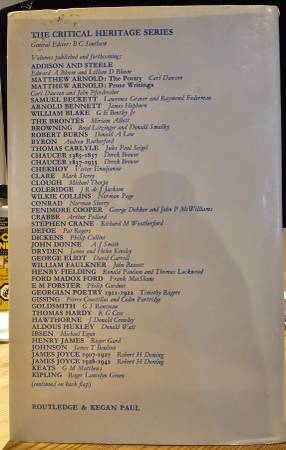 THE CRITICAL HERITAGE SERIES
General Editor: B C Southam
Volumes published and forthcoming:
ADDISON AND STEELE
Edward A Bloom and Lillian D Bloom
MATTHEW ARNOLD: The Poetry Carl Dawson
MATTHEW ARNOLD: Prose Writings
Carl Dawson and John Pfordresher
SAMUEL BECKETT Lawrence Graver and Raymond Federman
ARNOLD BENNETT James Hepburn
WILLIAM BLAKE G E Bentley Jr
THE BRONTËS Miriam Allott
BROWNING Boyd Litzinger and Donald Smalley
ROBERT BURNS Donald A Low
BYRON Andrew Rutherford
THOMAS CARLYLE Jules Paul Seigel
CHAUCER 1385-1837 Derek Brewer
CHAUCER 1837-1933 Derek Brewer
CHEKHOV Victor Emeljanow
CLARE Mark Storey
CLOUGH Michael Thorpe
COLERIDGE J R de J Jackson
WILKIE COLLINS Norman Page
CONRAD Norman Sherry
FENIMORE COOPER George Dekker and John P McWilliams
CRABBE Arthur Pollard
STEPHEN CRANE Richard M Weatherford
DEFOE Pat Rogers
DICKENS Philip Collins
JOHN DONNE A J Smith
DRYDEN James and Helen Kinsley
GEORGE ELIOT David Carroll
WILLIAM FAULKNER John Bassett
HENRY FIELDING Ronald Paulson and Thomas Lockwood
FORD MADOX FORD Frank MacShane
E M FORSTER Philip Gardner
GEORGIAN POETRY 1911-1922 Timothy Rogers
GISSING Pierre Coustillas and Colin Partridge
GOLDSMITH G S Rousseau
THOMAS HARDY R G Cox
HAWTHORNE J Donald Crowley
ALDOUS HUXLEY Donald Watt
IBSEN Michael Egan
HENRY JAMES Roger Gard
JOHNSON James T Boulton
JAMES JOYCE 1907-1927 Robert H Deming
JAMES JOYCE 1928-1941 Robert H Deming
KEATS G M Matthews
KIPLING Roger Lancelyn Green
(continued on back flap)
ROUTLEDGE & KEGAN PAUL